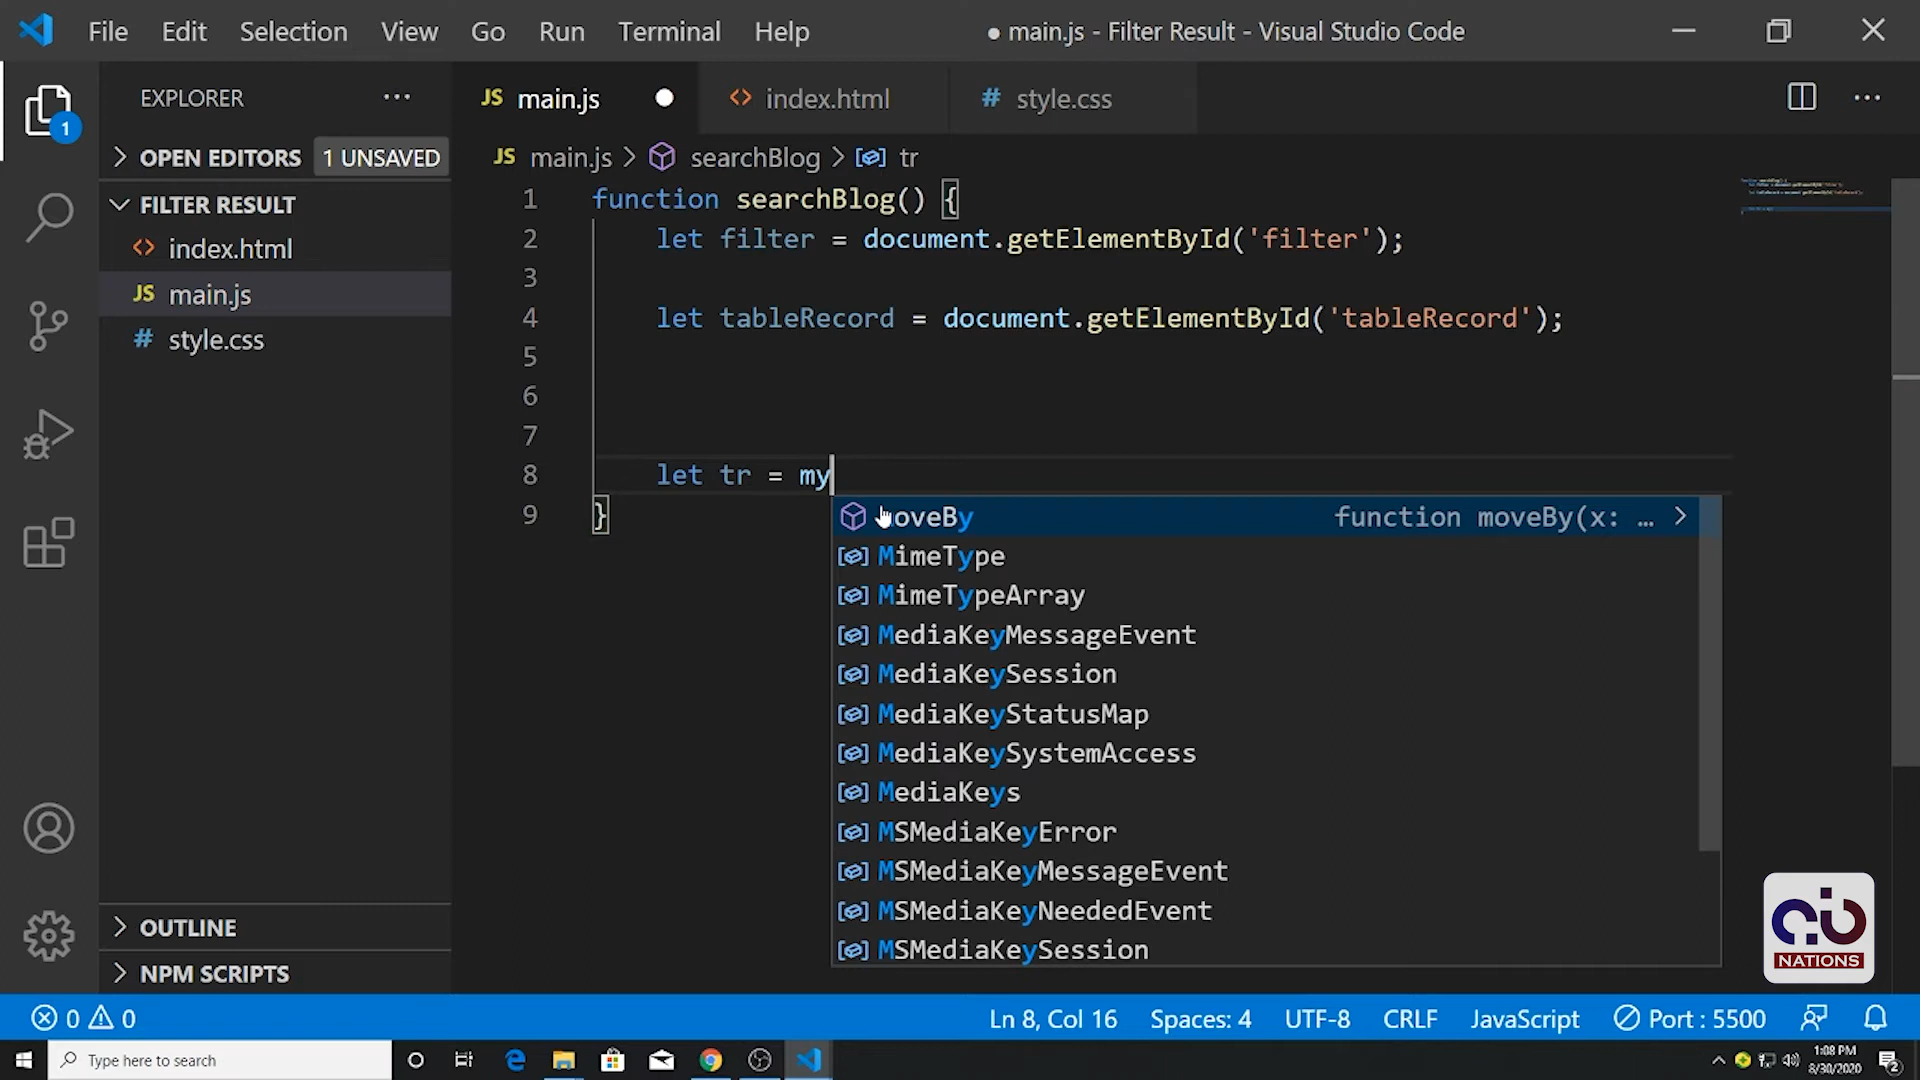 File Edit Selection View Go Run Terminal Help ● main.js - Filter Result - Visual Studio Code
EXPLORER ···
JS main.js ● <> index.html # style.css ···
1
OPEN EDITORS 1 UNSAVED
JS main.js > searchBlog > tr
FILTER RESULT
<> index.html
JS main.js
# style.css
OUTLINE
NPM SCRIPTS
1 function searchBlog() {
2 let filter = document.getElementById('filter');
3
4 let tableRecord = document.getElementById('tableRecord');
5
6
7
8 let tr = my
9 }
moveBy function moveBy(x: … >
MimeType
MimeTypeArray
MediaKeyMessageEvent
MediaKeySession
MediaKeyStatusMap
MediaKeySystemAccess
MediaKeys
MSMediaKeyError
MSMediaKeyMessageEvent
MSMediaKeyNeededEvent
MSMediaKeySession
NATIONS
0 0 Ln 8, Col 16 Spaces: 4 UTF-8 CRLF JavaScript Port : 5500
Type here to search
1:08 PM
8/30/2020
2